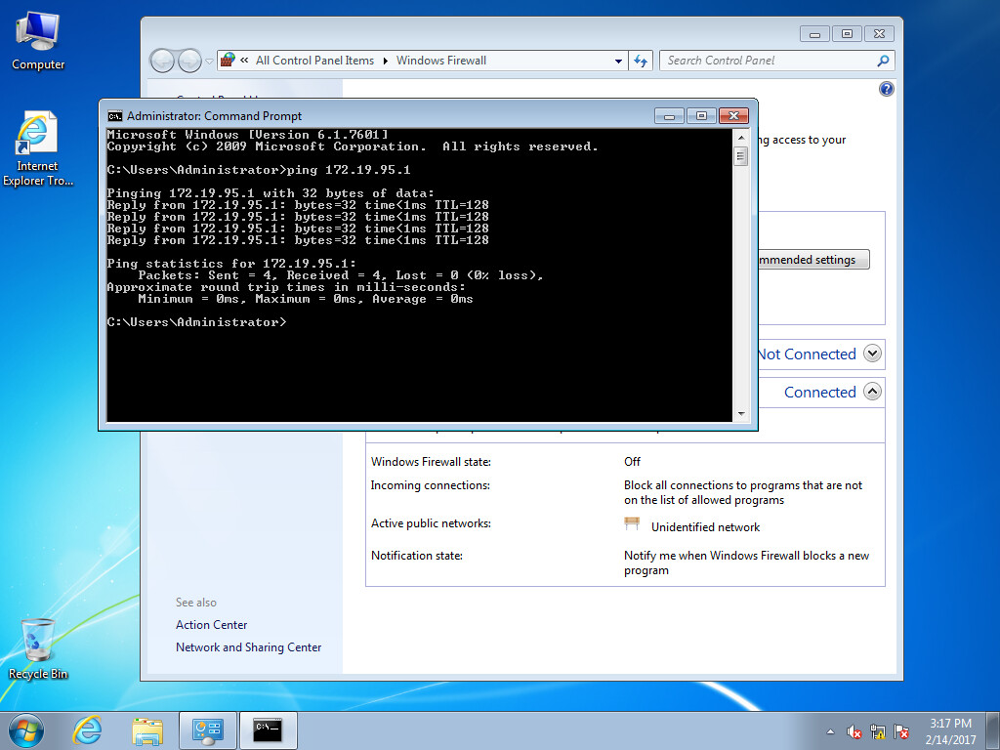 Computer
Internet
Explorer Tro...
Recycle Bin
« All Control Panel Items Windows Firewall
Search Control Panel
Administrator: Command Prompt
Microsoft Windows [Version 6.1.7601]
Copyright (c) 2009 Microsoft Corporation. All rights reserved.
C:\Users\Administrator>ping 172.19.95.1
Pinging 172.19.95.1 with 32 bytes of data:
Reply from 172.19.95.1: bytes=32 time<1ms TTL=128
Reply from 172.19.95.1: bytes=32 time<1ms TTL=128
Reply from 172.19.95.1: bytes=32 time<1ms TTL=128
Reply from 172.19.95.1: bytes=32 time<1ms TTL=128
Ping statistics for 172.19.95.1:
Packets: Sent = 4, Received = 4, Lost = 0 (0% loss),
Approximate round trip times in milli-seconds:
Minimum = 0ms, Maximum = 0ms, Average = 0ms
C:\Users\Administrator>
access to your
settings
Not Connected
Connected
Windows Firewall state: Off
Incoming connections: Block all connections to programs that are not
on the list of allowed programs
Active public networks: Unidentified network
Notification state: Notify me when Windows Firewall blocks a new
program
See also
Action Center
Network and Sharing Center
C:\_
3:17 PM
2/14/2017